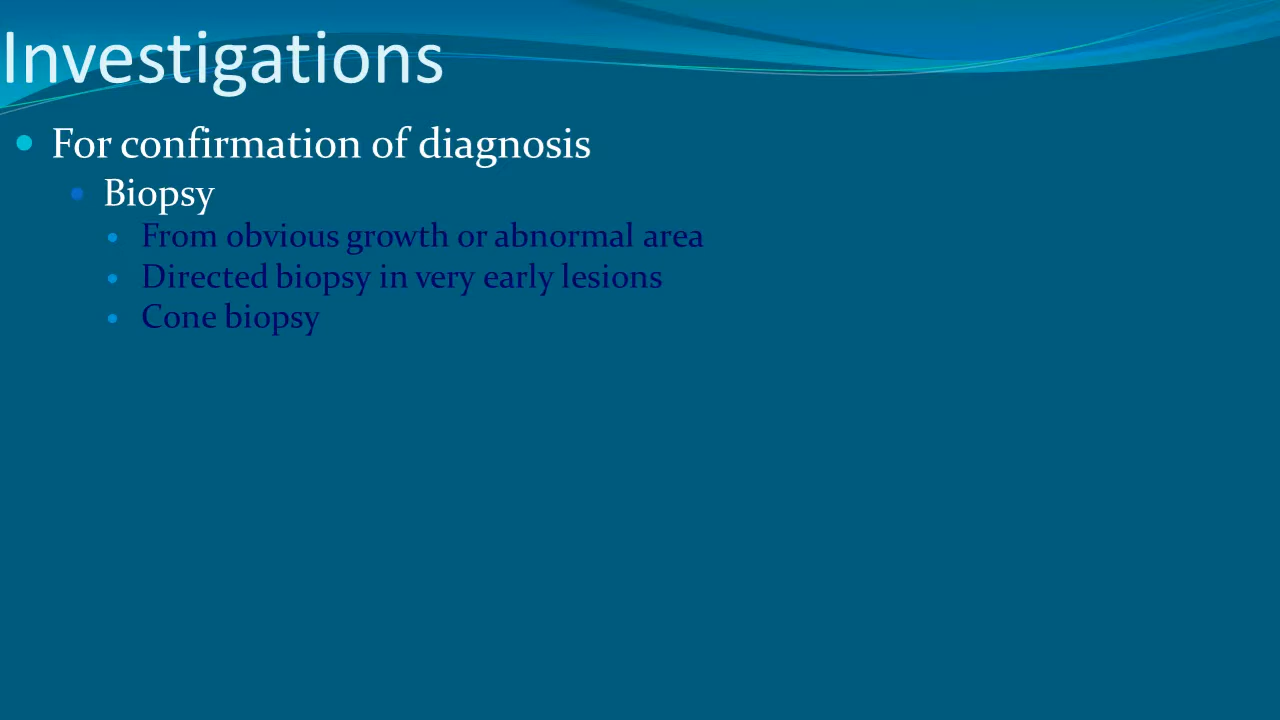 Investigations
For confirmation of diagnosis
Biopsy
From obvious growth or abnormal area
Directed biopsy in very early lesions
Cone biopsy